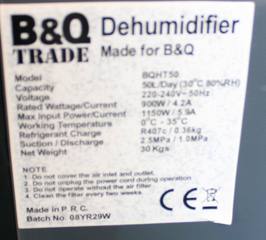 B&Q Dehumidifier
TRADE Made for B&Q
Model BQHT50
Capacity 50L/Day (30°C 80%RH)
Voltage 220-240V~50Hz
Rated Wattage/Current 900W / 4.2A
Max Input Power/Current 1150W / 5.9A
Working Temperature 0°C ~ 35°C
Refrigerant Charge R407c / 0.36kg
Suction / Discharge 2.5MPa / 1.0MPa
Net Weight 30 Kgs
NOTE
1. Do not cover the air inlet and outlet.
2. Do not unplug the power cord during operation
3. Do not operate without the air filter
4. Clean the filter every two weeks.
Made in P.R.C. CE
Batch No. 08YR29W